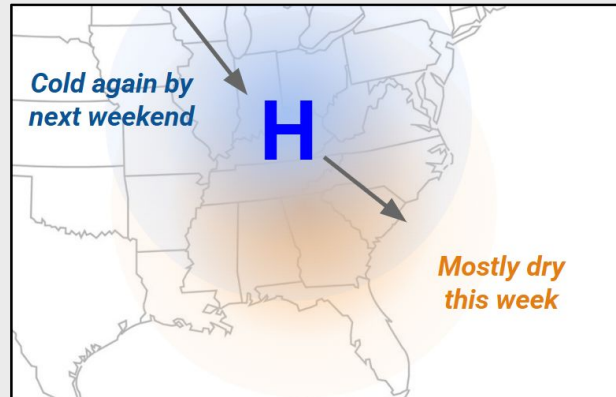 Cold again by
next weekend
H
Mostly dry
this week